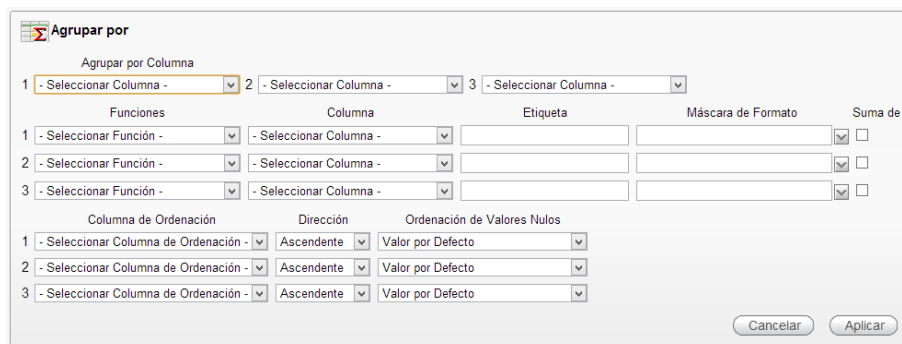 Agrupar por
Agrupar por Columna
1 - Seleccionar Columna - 2 - Seleccionar Columna - 3 - Seleccionar Columna -
Funciones Columna Etiqueta Máscara de Formato Suma de
1 - Seleccionar Función - - Seleccionar Columna -
2 - Seleccionar Función - - Seleccionar Columna -
3 - Seleccionar Función - - Seleccionar Columna -
Columna de Ordenación Dirección Ordenación de Valores Nulos
1 - Seleccionar Columna de Ordenación - Ascendente Valor por Defecto
2 - Seleccionar Columna de Ordenación - Ascendente Valor por Defecto
3 - Seleccionar Columna de Ordenación - Ascendente Valor por Defecto
Cancelar Aplicar